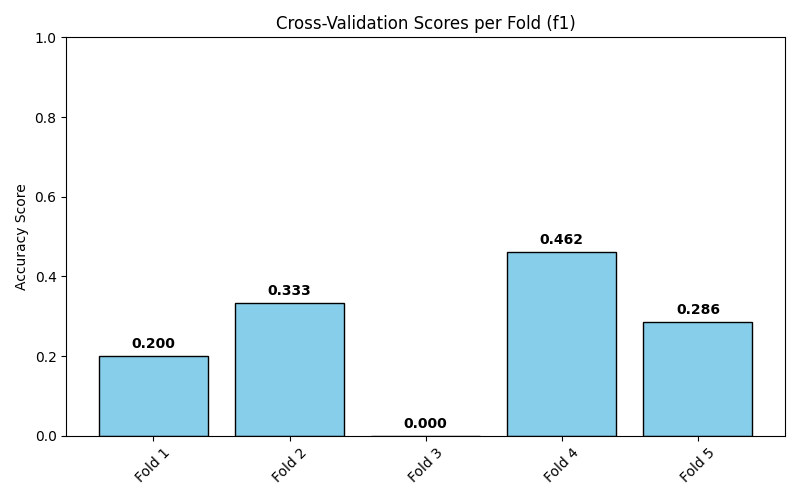 Cross-Validation Scores per Fold (f1)
1.0
0.8
0.6
0.4
0.2
0.0
Accuracy Score
0.200
0.333
0.000
0.462
0.286
Fold 1
Fold 2
Fold 3
Fold 4
Fold 5